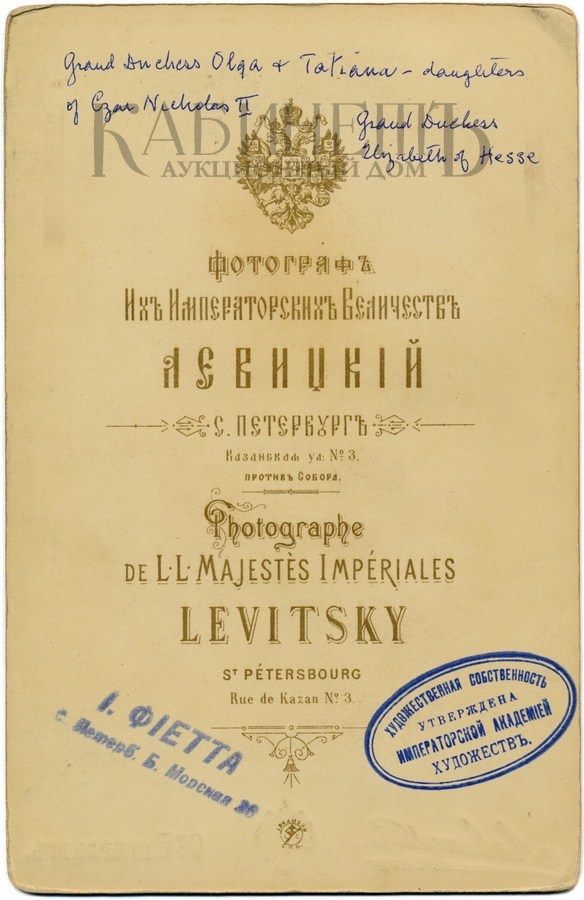 Grand Duchess Olga & Tatiana – daughters
of Czar Nicholas II
Grand Duchess
Elizabeth of Hesse
КАБИНЕТЪ
АУКЦИОННЫЙ ДОМ
ФОТОГРАФЪ
ИХЪ ИМПЕРАТОРСКИХЪ ВЕЛИЧЕСТВЪ
ЛЕВИЦКІЙ
С. ПЕТЕРБУРГЪ
КАЗАНСКАЯ УЛ: № 3.
ПРОТИВЪ СОБОРА.
Photographe
DE L·L· MAJESTÈS IMPÉRIALES
LEVITSKY
ST PÉTERSBOURG
Rue de Kazan № 3.
І. ФІЕТТА
С. Петерб. Б. Морская 26
ХУДОЖЕСТВЕННАЯ СОБСТВЕННОСТЬ
УТВЕРЖДЕНА
ИМПЕРАТОРСКОЙ АКАДЕМІЕЙ
ХУДОЖЕСТВЪ.